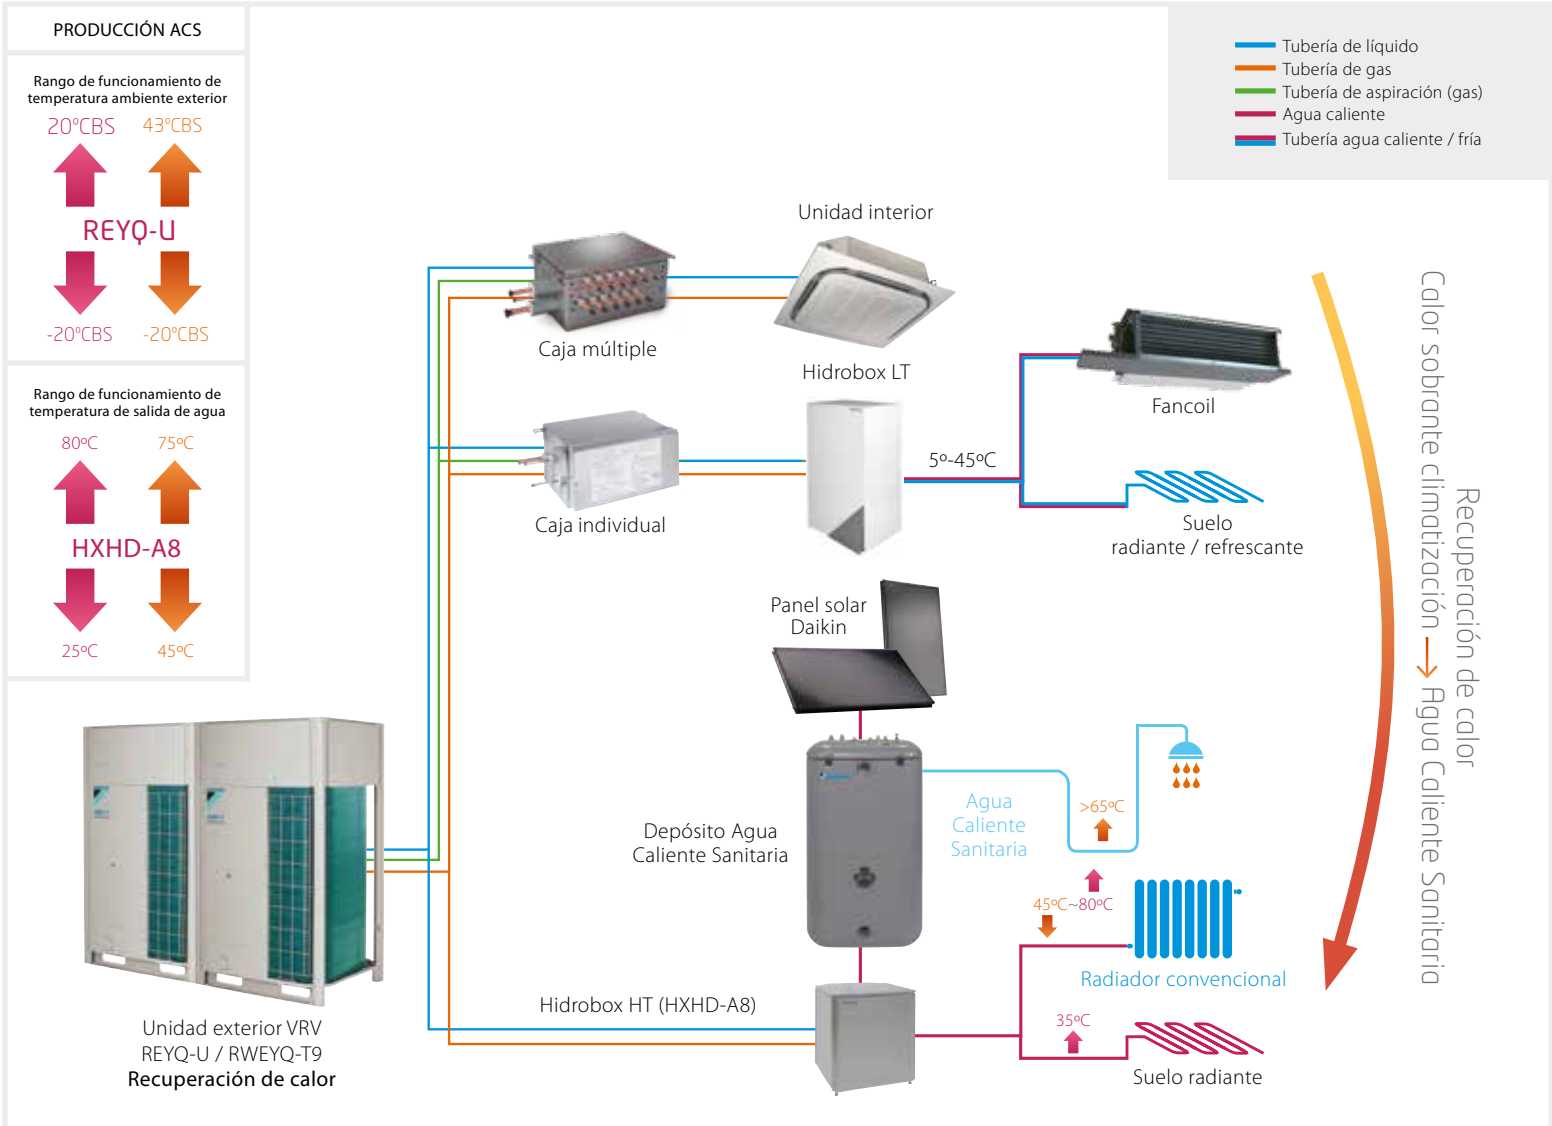 PRODUCCIÓN ACS
Rango de funcionamiento de
temperatura ambiente exterior
20°CBS 43°CBS
REYQ-U
-20°CBS -20°CBS
Rango de funcionamiento de
temperatura de salida de agua
80ºC 75ºC
HXHD-A8
25ºC 45ºC
Tubería de líquido
Tubería de gas
Tubería de aspiración (gas)
Agua caliente
Tubería agua caliente / fría
Unidad interior
Caja múltiple
Hidrobox LT
Fancoil
5º-45ºC
Caja individual
Suelo
radiante / refrescante
Panel solar
Daikin
Depósito Agua
Caliente Sanitaria
Agua
Caliente
Sanitaria
>65ºC
45ºC~80ºC
Radiador convencional
Hidrobox HT (HXHD-A8)
35ºC
Suelo radiante
Unidad exterior VRV
REYQ-U / RWEYQ-T9
Recuperación de calor
Recuperación de calor
Calor sobrante climatización → Agua Caliente Sanitaria